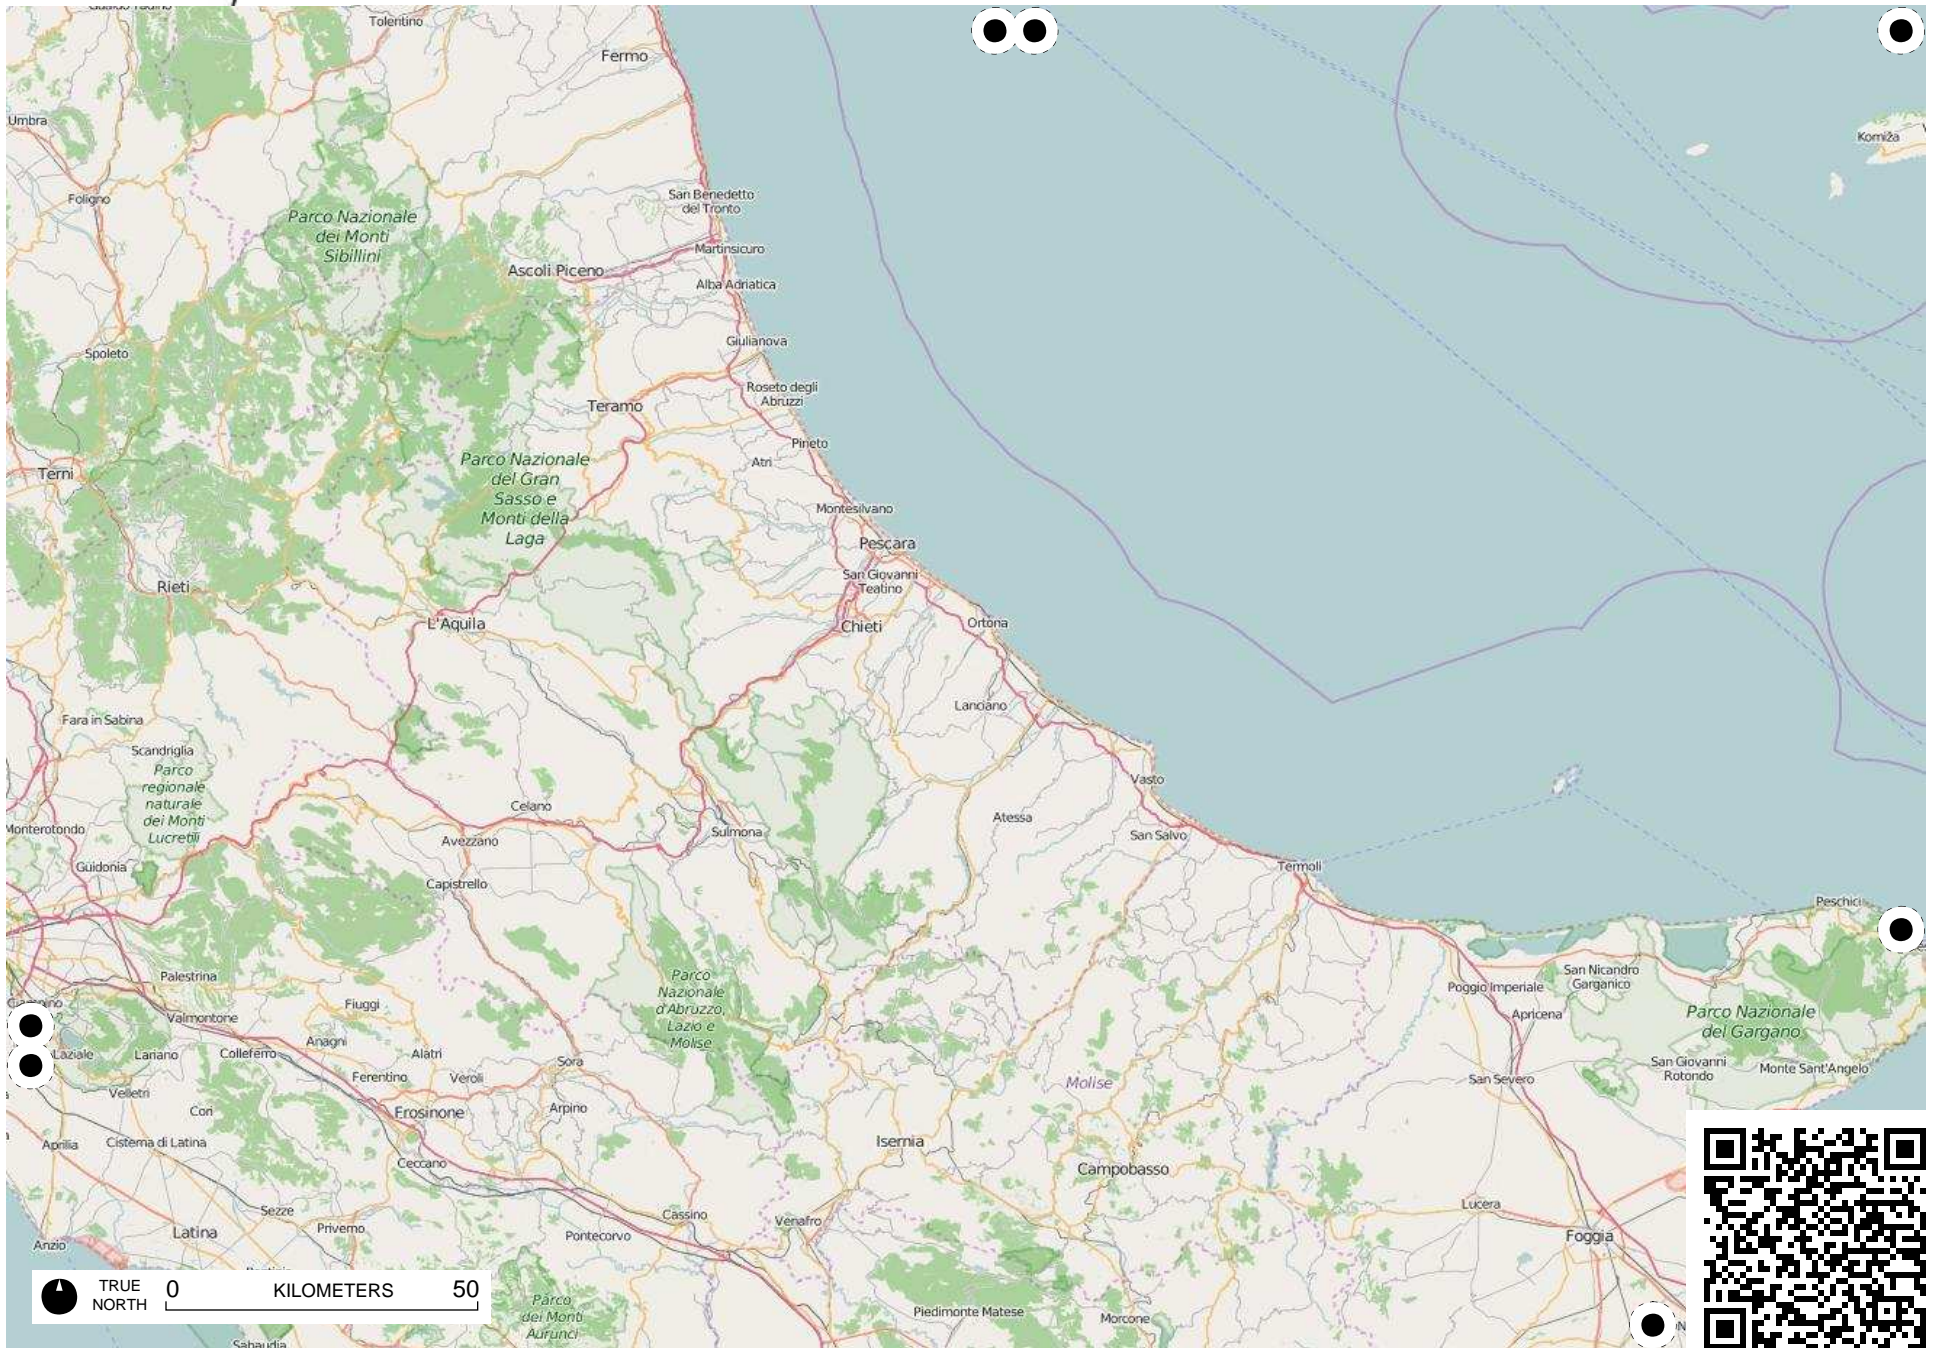 Tolentino
Fermo
Umbra
Komiža
Foligno
San Benedetto
del Tronto
Parco Nazionale
dei Monti
Sibillini
Martinsicuro
Ascoli Piceno
Alba Adriatica
Giulianova
Spoleto
Roseto degli
Abruzzi
Teramo
Pineto
Atri
Terni
Parco Nazionale
del Gran
Sasso e
Monti della
Laga
Montesilvano
Pescara
San Giovanni
Teatino
Rieti
L'Aquila
Chieti
Ortona
Lanciano
Fara in Sabina
Scandriglia
Parco
regionale
naturale
dei Monti
Lucretili
Vasto
Celano
Atessa
Monterotondo
Sulmona
San Salvo
Avezzano
Guidonia
Termoli
Capistrello
Peschici
Palestrina
Parco
Nazionale
d'Abruzzo,
Lazio e
Molise
San Nicandro
Garganico
Poggio Imperiale
Ciampino
Fiuggi
Valmontone
Apricena
Parco Nazionale
del Gargano
Anagni
Laziale
Lariano
Colleferro
Alatri
Sora
San Giovanni
Rotondo
Monte Sant'Angelo
Ferentino
Veroli
San Severo
Molise
Velletri
Cori
Frosinone
Arpino
Aprilia
Cisterna di Latina
Isernia
Ceccano
Campobasso
Sezze
Cassino
Lucera
Latina
Priverno
Pontecorvo
Venafro
Foggia
Anzio
TRUE
NORTH
0 KILOMETERS 50
Parco
dei Monti
Aurunci
Piedimonte Matese
Morcone
Sabaudia